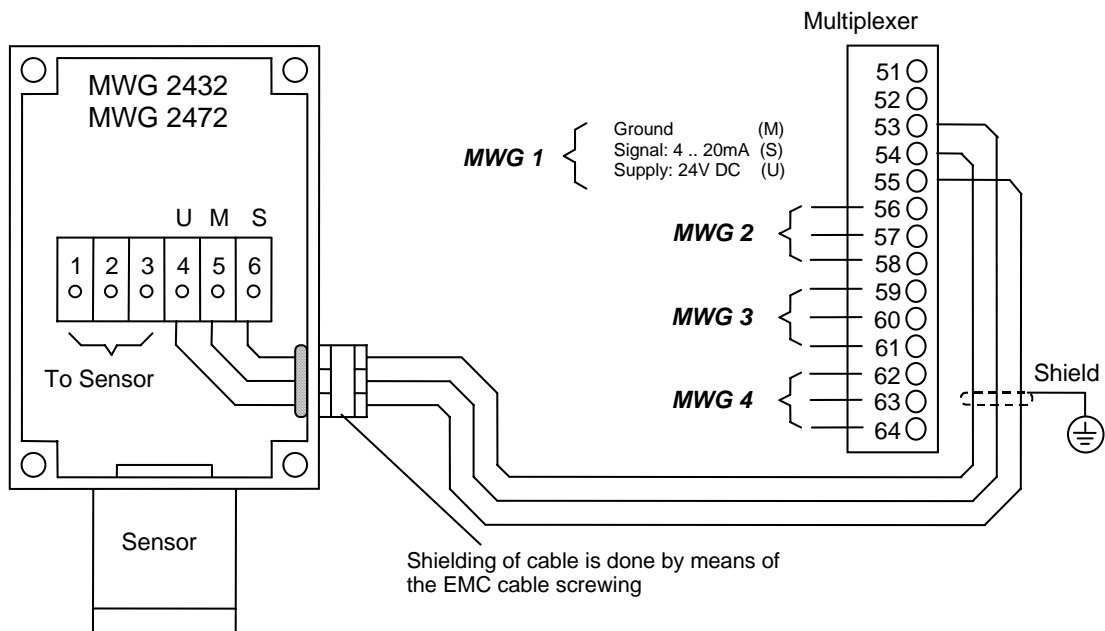 Multiplexer
MWG 2432
MWG 2472
U M S
1 2 3 4 5 6
To Sensor
Sensor
MWG 1
Ground (M)
Signal: 4 .. 20mA (S)
Supply: 24V DC (U)
MWG 2
MWG 3
MWG 4
51
52
53
54
55
56
57
58
59
60
61
62
63
64
Shield
Shielding of cable is done by means of
the EMC cable screwing